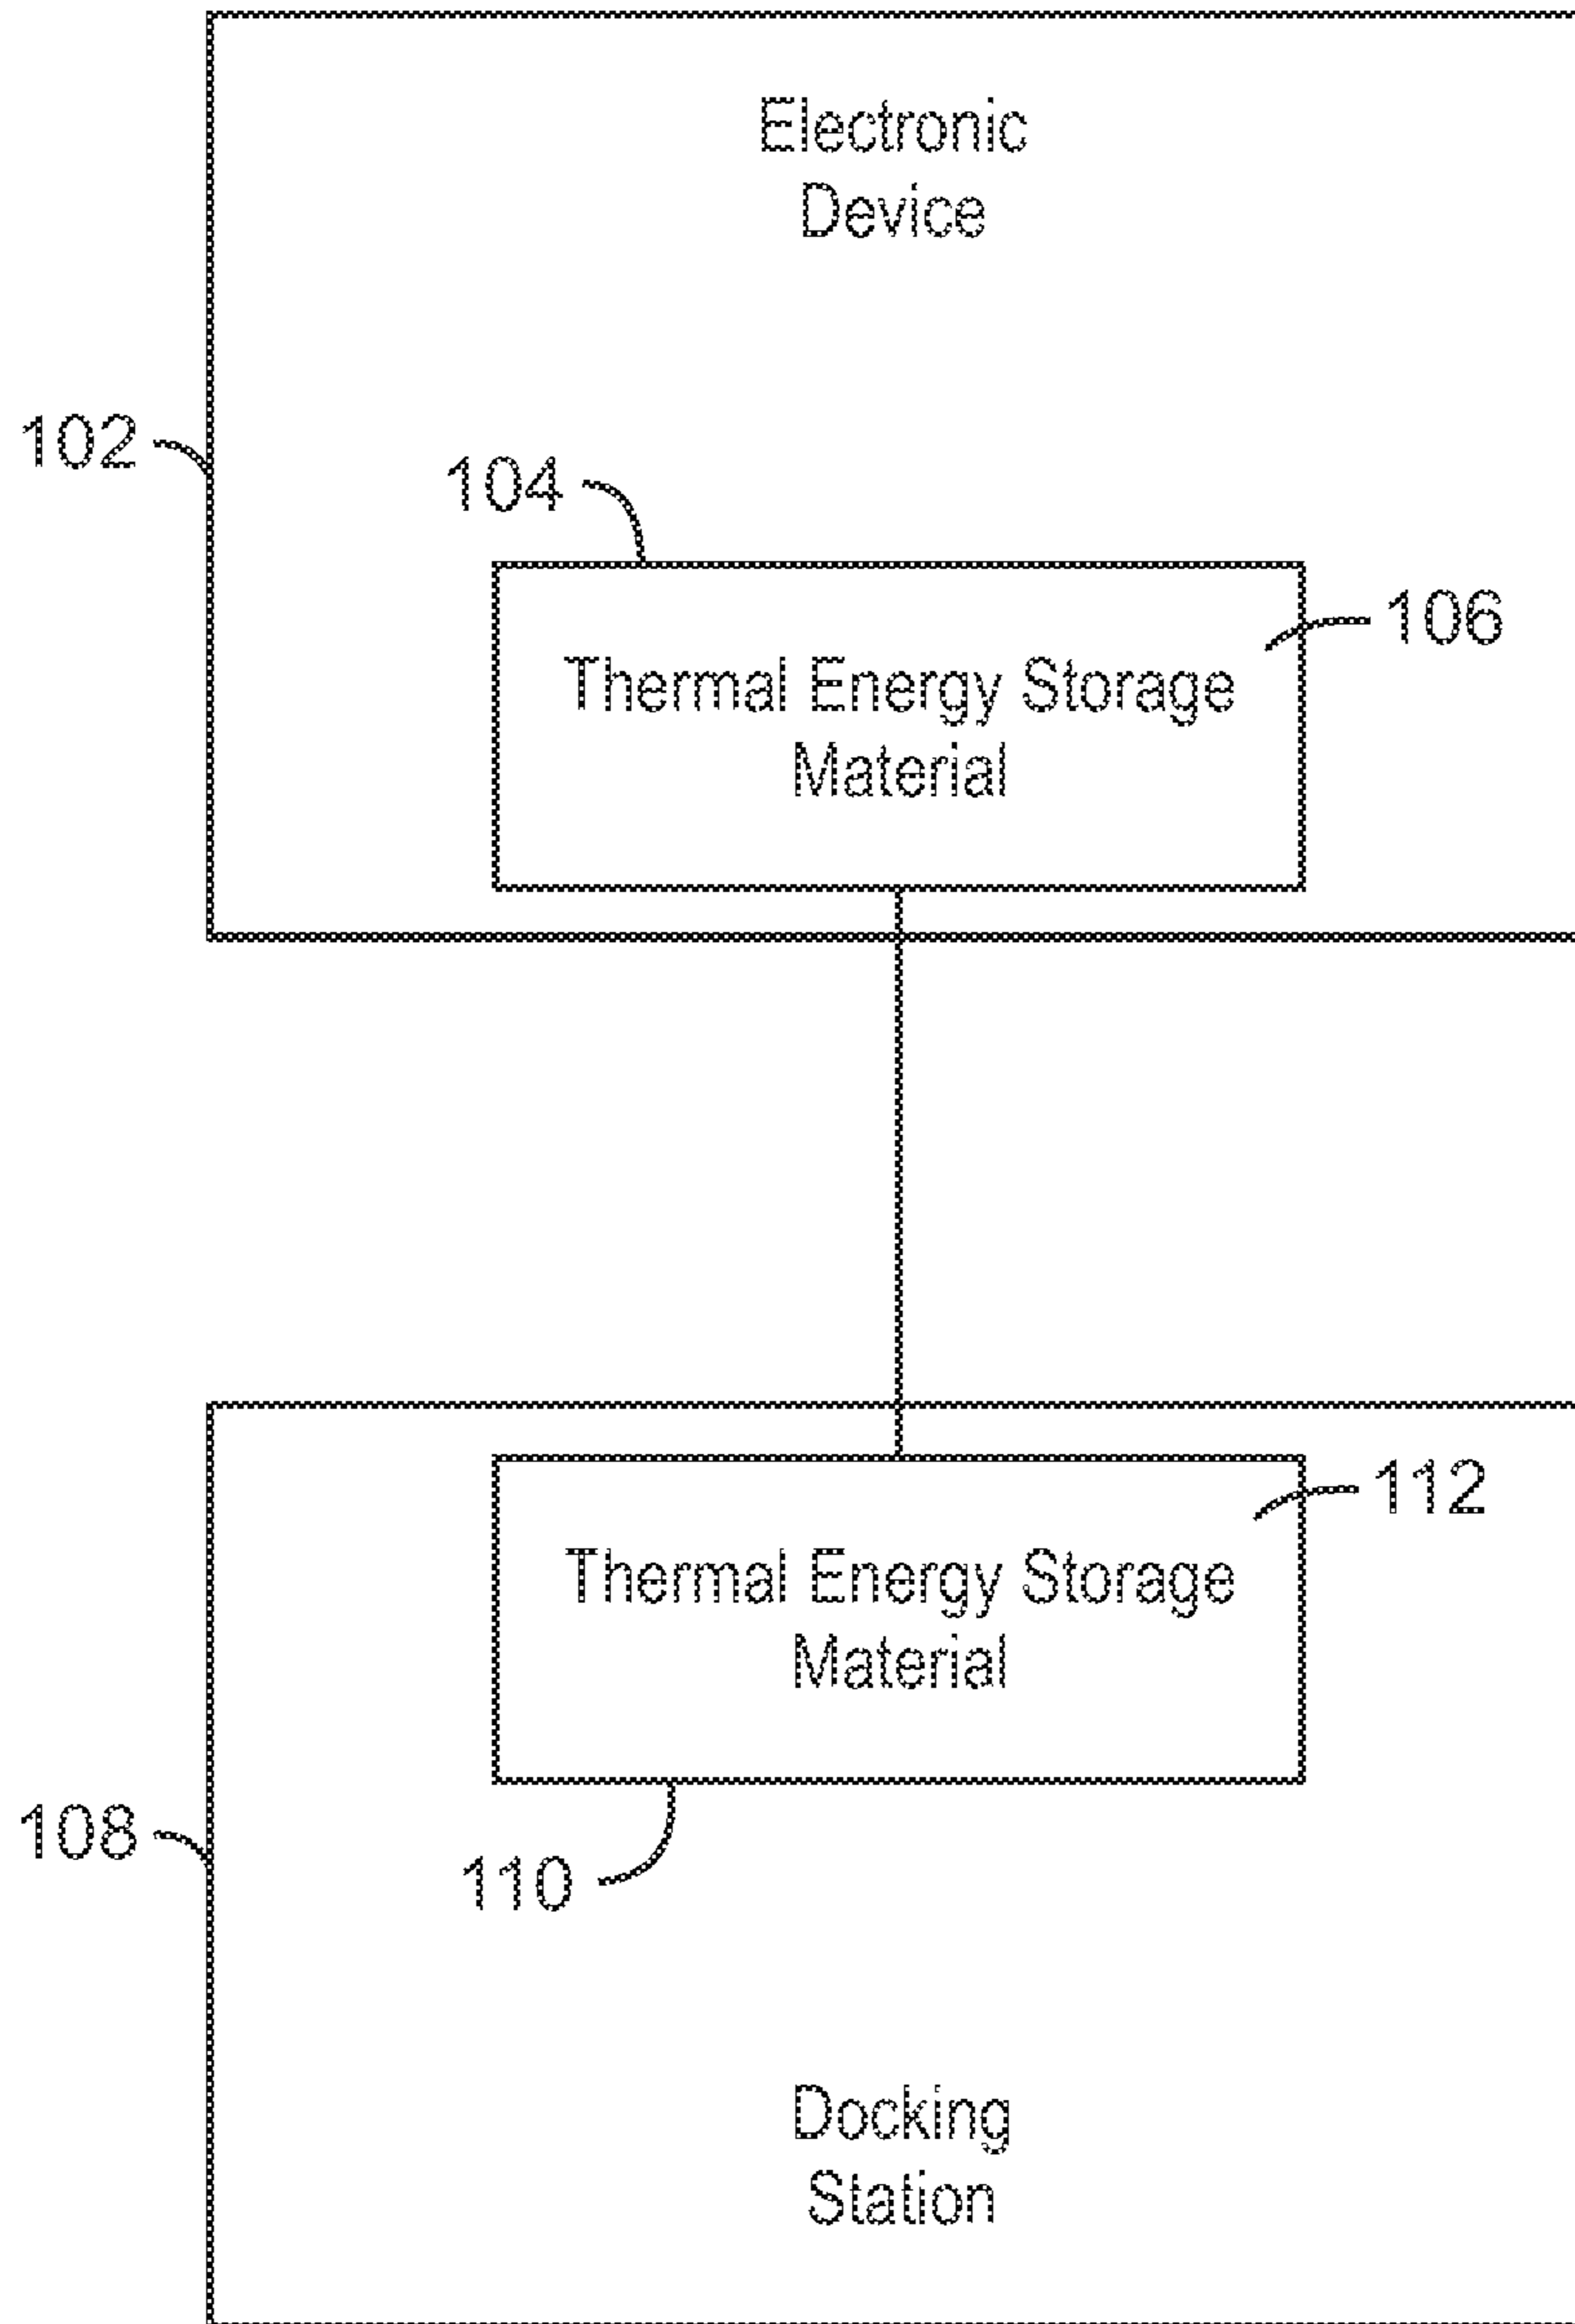 Electronic
Device
102
104
106
Thermal Energy Storage
Material
112
Thermal Energy Storage
Material
108
110
Docking
Station